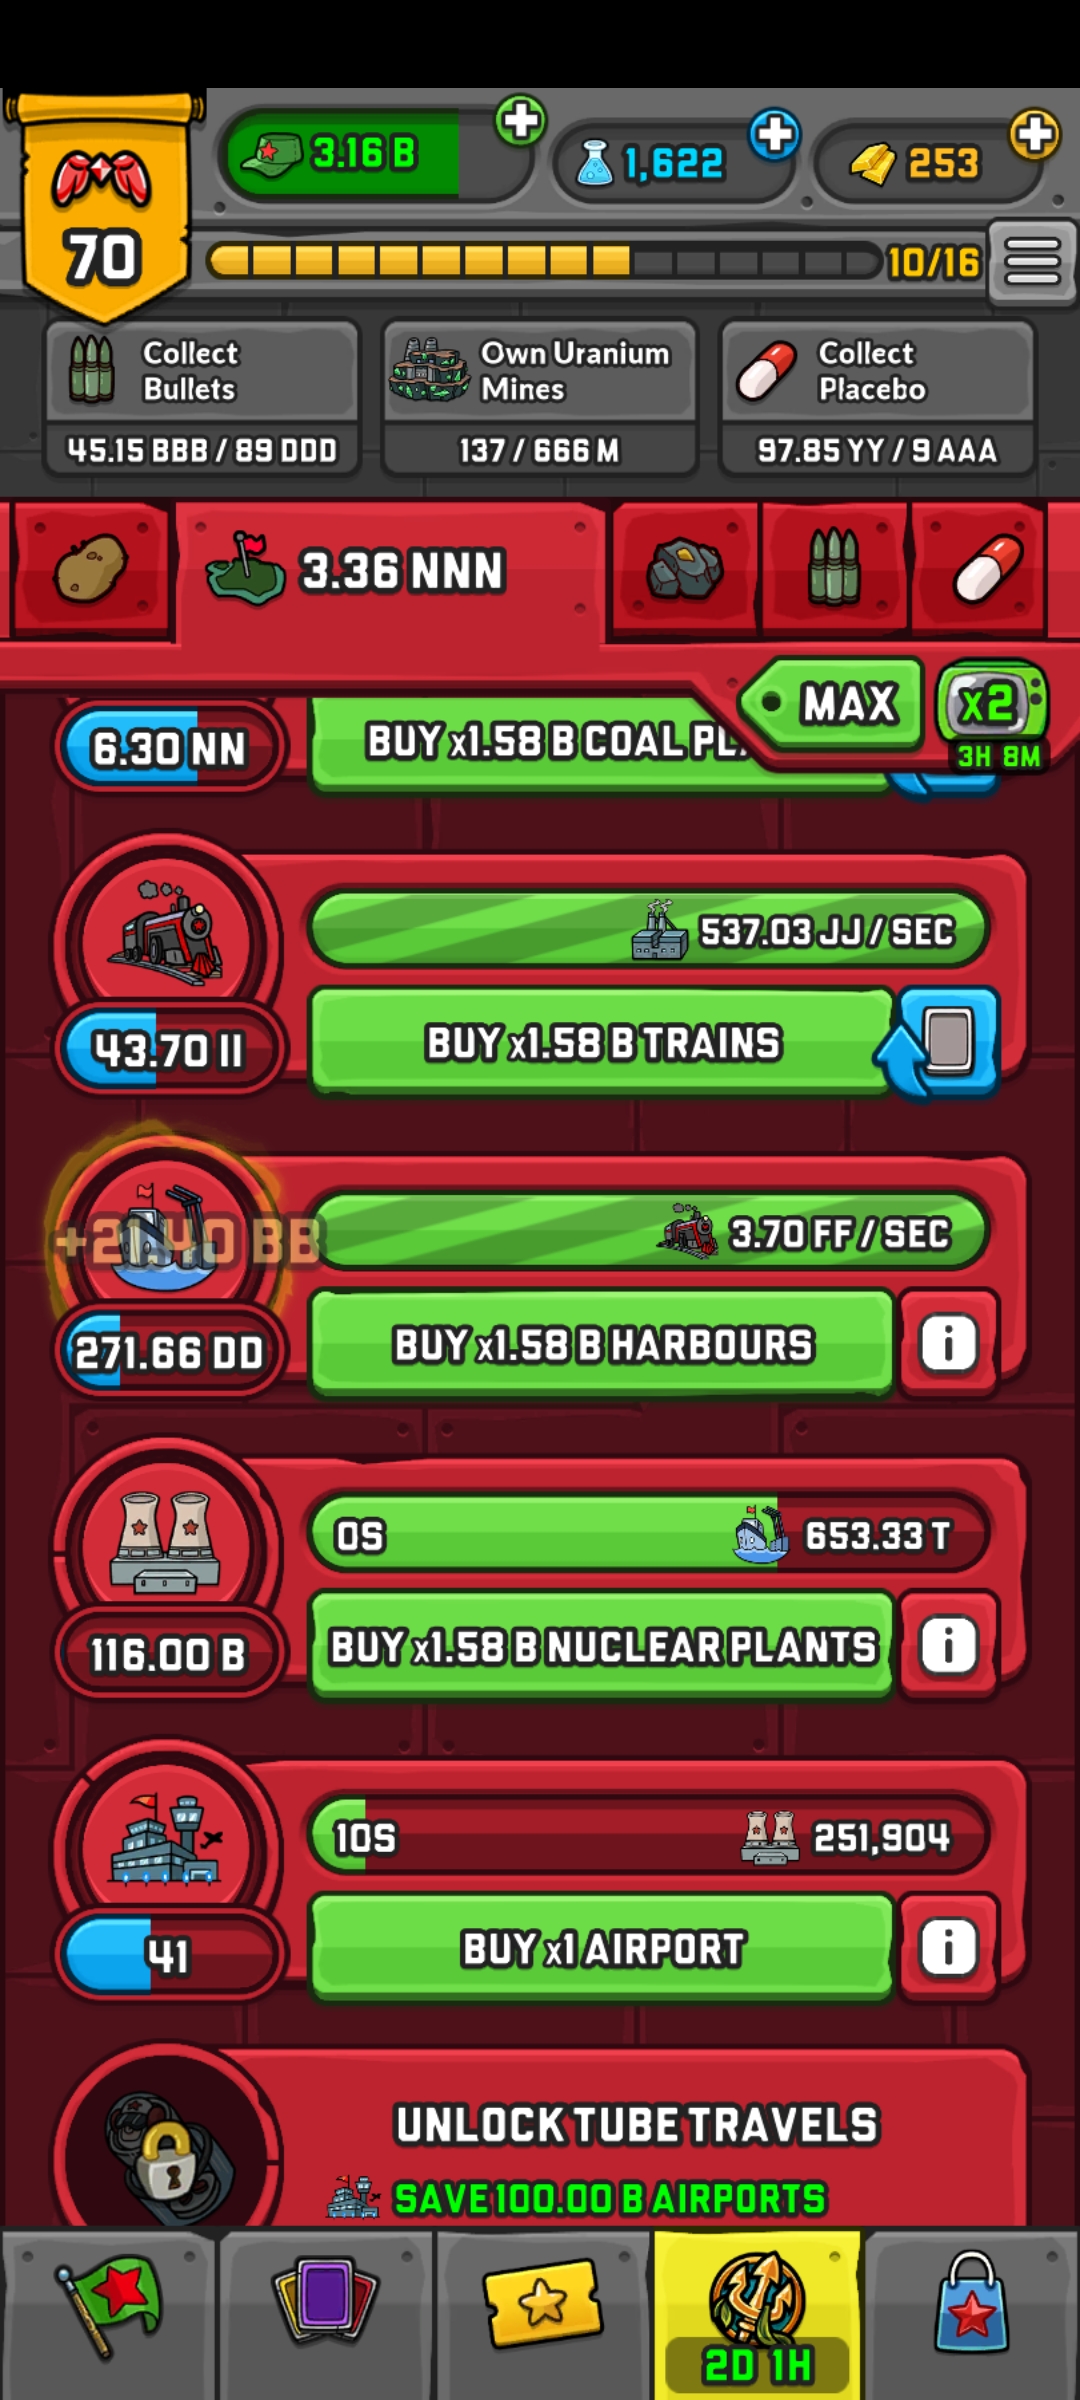 70
3.16 B
1,622
253
10/16
Collect Bullets
45.15 BBB / 89 DDD
Own Uranium Mines
137 / 666 M
Collect Placebo
97.85 YY / 9 AAA
3.36 NNN
MAX
x2
3H 8M
6.30 NN
BUY x1.58 B COAL PL
537.03 JJ / SEC
43.70 II
BUY x1.58 B TRAINS
+21.40 BB
3.70 FF / SEC
271.66 DD
BUY x1.58 B HARBOURS
0S
653.33 T
116.00 B
BUY x1.58 B NUCLEAR PLANTS
10S
251,904
41
BUY x1 AIRPORT
UNLOCK TUBE TRAVELS
SAVE 100.00 B AIRPORTS
2D 1H